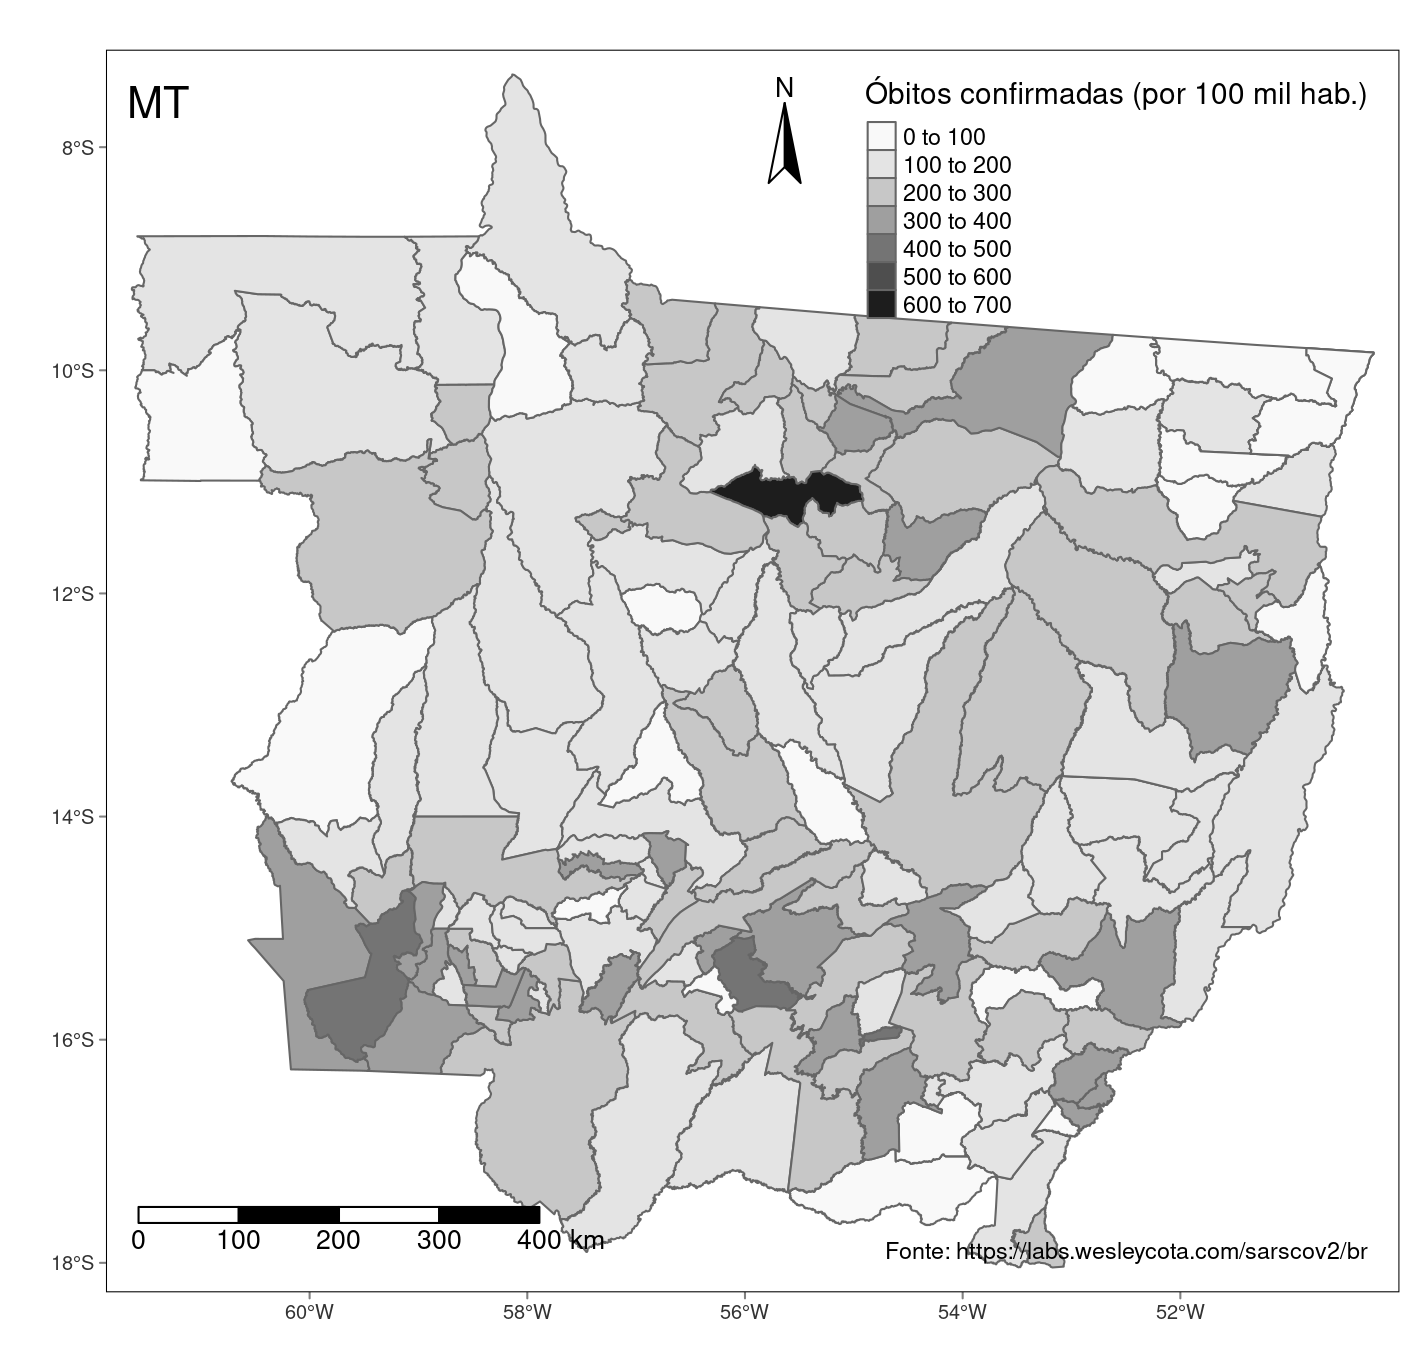 MT
N
Óbitos confirmadas (por 100 mil hab.)
0 to 100
100 to 200
200 to 300
300 to 400
400 to 500
500 to 600
600 to 700
8°S
10°S
12°S
14°S
16°S
18°S
0 100 200 300 400 km
Fonte: https://labs.wesleycota.com/sarscov2/br
60°W 58°W 56°W 54°W 52°W